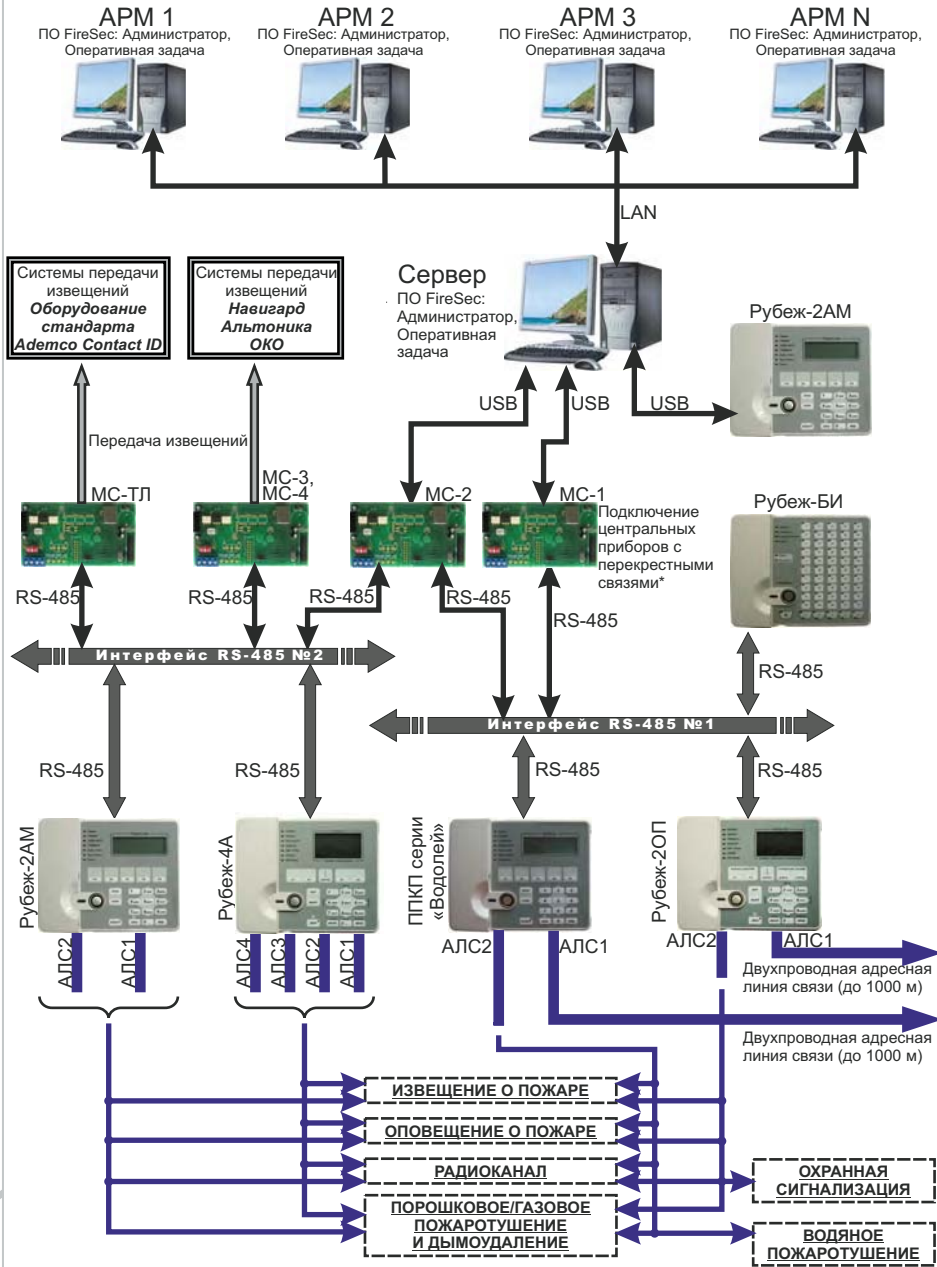 АРМ 1
ПО FireSec: Администратор,
Оперативная задача
АРМ 2
ПО FireSec: Администратор,
Оперативная задача
АРМ 3
ПО FireSec: Администратор,
Оперативная задача
АРМ N
ПО FireSec: Администратор,
Оперативная задача
LAN
Системы передачи
извещений
Оборудование
стандарта
Ademco Contact ID
Системы передачи
извещений
Навигард
Альтоника
ОКО
Сервер
ПО FireSec:
Администратор,
Оперативная
задача
Рубеж-2АМ
USB
USB
USB
Передача извещений
МС-ТЛ
МС-3,
МС-4
МС-2
МС-1
Подключение
центральных
приборов с
перекрестными
связями*
Рубеж-БИ
RS-485
RS-485
RS-485
RS-485
RS-485
Интерфейс RS-485 №2
RS-485
Интерфейс RS-485 №1
RS-485
RS-485
RS-485
RS-485
Рубеж-2АМ
Рубеж-4А
ППКП серии
«Водолей»
Рубеж-2ОП
АЛС2
АЛС1
АЛС4
АЛС3
АЛС2
АЛС1
АЛС2
АЛС1
АЛС2
АЛС1
Двухпроводная адресная
линия связи (до 1000 м)
Двухпроводная адресная
линия связи (до 1000 м)
ИЗВЕЩЕНИЕ О ПОЖАРЕ
ОПОВЕЩЕНИЕ О ПОЖАРЕ
РАДИОКАНАЛ
ПОРОШКОВОЕ/ГАЗОВОЕ
ПОЖАРОТУШЕНИЕ
И ДЫМОУДАЛЕНИЕ
ОХРАННАЯ
СИГНАЛИЗАЦИЯ
ВОДЯНОЕ
ПОЖАРОТУШЕНИЕ